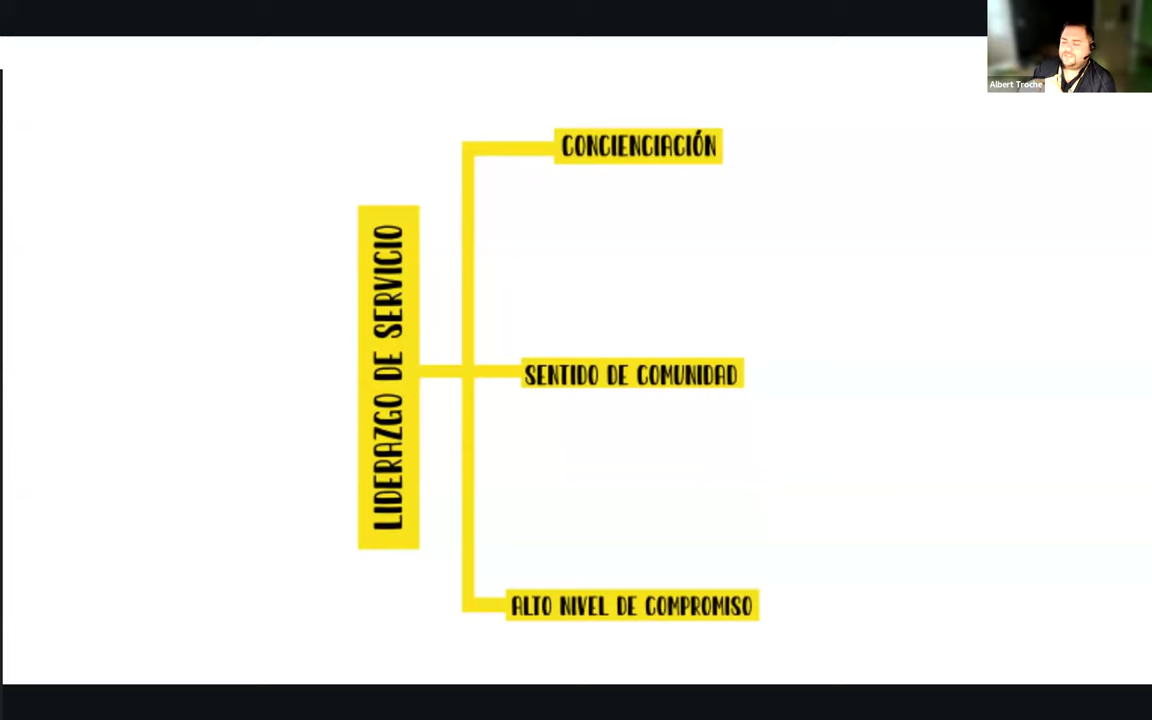 Albert Troche
CONCIENCIACIÓN
LIDERAZGO DE SERVICIO
SENTIDO DE COMUNIDAD
ALTO NIVEL DE COMPROMISO